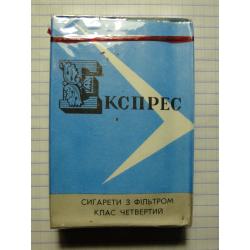 ЕКСПРЕС
СИГАРЕТИ З ФІЛЬТРОМ
КЛАС ЧЕТВЕРТИЙ